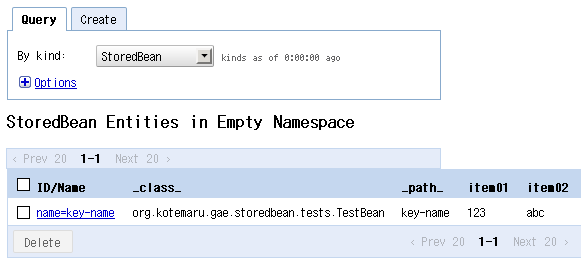 Query Create
By kind: StoredBean kinds as of 0:00:00 ago
Options
StoredBean Entities in Empty Namespace
‹ Prev 20 1-1 Next 20 ›
ID/Name _class_ _path_ item01 item02
name=key-name org.kotemaru.gae.storedbean.tests.TestBean key-name 123 abc
Delete ‹ Prev 20 1-1 Next 20 ›